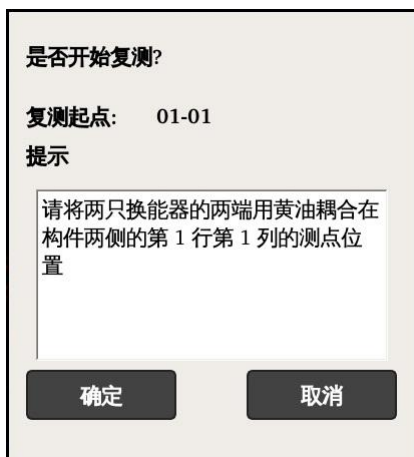 是否开始复测?
复测起点: 01-01
提示
请将两只换能器的两端用黄油耦合在
构件两侧的第 1 行第 1 列的测点位
置
确定 取消